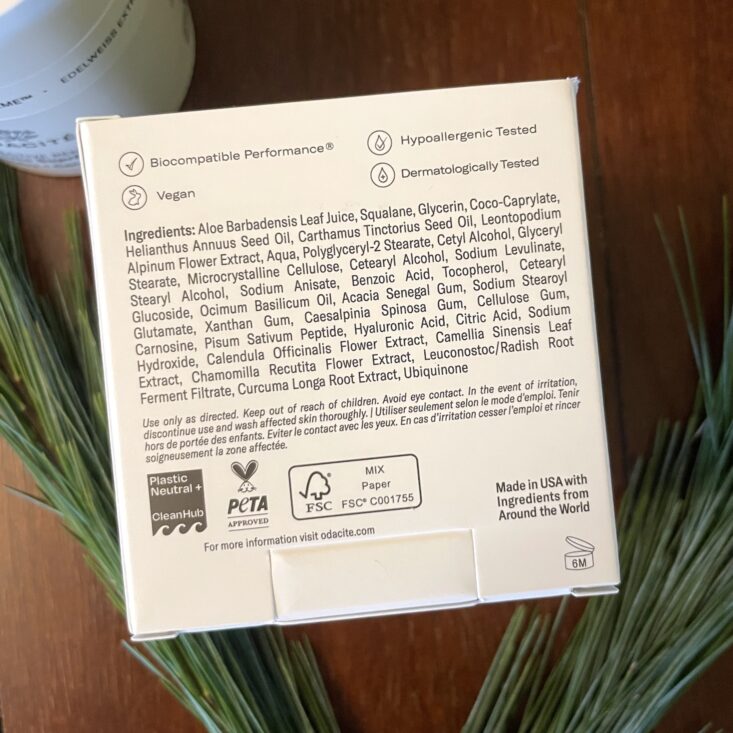 ME™ · EDELWEISS EXT
ACITÉ
Biocompatible Performance®
Hypoallergenic Tested
Vegan
Dermatologically Tested
Ingredients: Aloe Barbadensis Leaf Juice, Squalane, Glycerin, Coco-Caprylate,
Helianthus Annuus Seed Oil, Carthamus Tinctorius Seed Oil, Leontopodium
Alpinum Flower Extract, Aqua, Polyglyceryl-2 Stearate, Cetyl Alcohol, Glyceryl
Stearate, Microcrystalline Cellulose, Cetearyl Alcohol, Sodium Levulinate,
Stearyl Alcohol, Sodium Anisate, Benzoic Acid, Tocopherol, Cetearyl
Glucoside, Ocimum Basilicum Oil, Acacia Senegal Gum, Sodium Stearoyl
Glutamate, Xanthan Gum, Caesalpinia Spinosa Gum, Cellulose Gum,
Carnosine, Pisum Sativum Peptide, Hyaluronic Acid, Citric Acid, Sodium
Hydroxide, Calendula Officinalis Flower Extract, Camellia Sinensis Leaf
Extract, Chamomilla Recutita Flower Extract, Leuconostoc/Radish Root
Ferment Filtrate, Curcuma Longa Root Extract, Ubiquinone
Use only as directed. Keep out of reach of children. Avoid eye contact. In the event of irritation,
discontinue use and wash affected skin thoroughly. | Utiliser seulement selon le mode d'emploi. Tenir
hors de portée des enfants. Eviter le contact avec les yeux. En cas d'irritation cesser l'emploi et rincer
soigneusement la zone affectée.
Plastic
Neutral +
CleanHub
PETA
APPROVED
FSC
MIX
Paper
FSC® C001755
Made in USA with
Ingredients from
Around the World
For more information visit odacite.com
6M